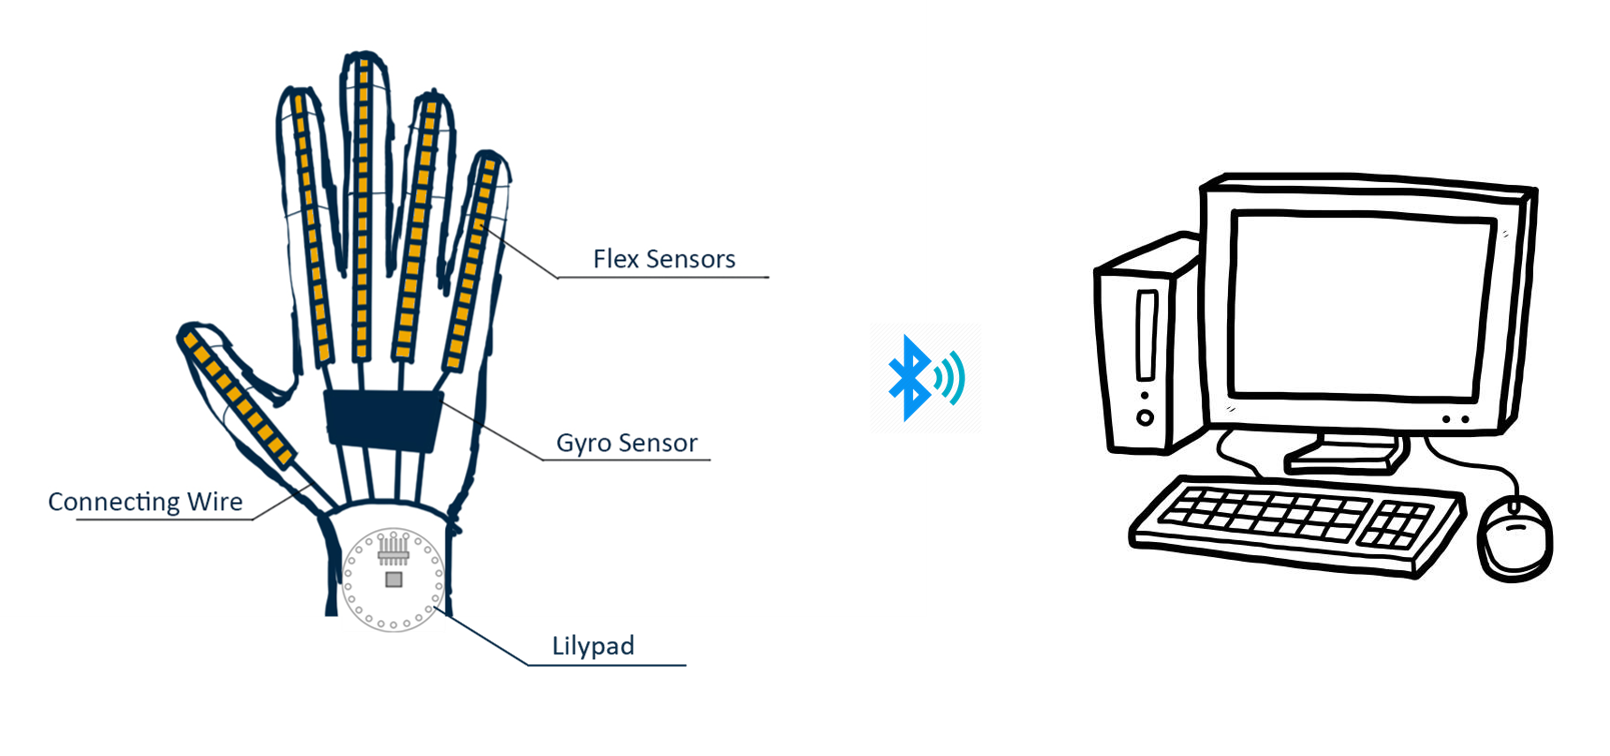 Flex Sensors
Gyro Sensor
Connecting Wire
Lilypad